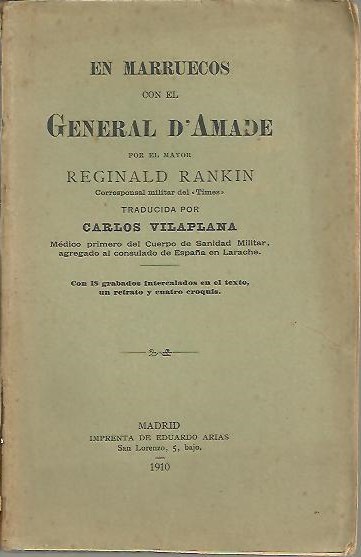 EN MARRUECOS
CON EL
GENERAL D'AMADE
POR EL MAYOR
REGINALD RANKIN
Corresponsal militar del «Times»
TRADUCIDA POR
CARLOS VILAPLANA
Médico primero del Cuerpo de Sanidad Militar,
agregado al consulado de España en Larache.
Con 18 grabados intercalados en el texto,
un retrato y cuatro croquis.
MADRID
IMPRENTA DE EDUARDO ARIAS
San Lorenzo, 5, bajo.
1910